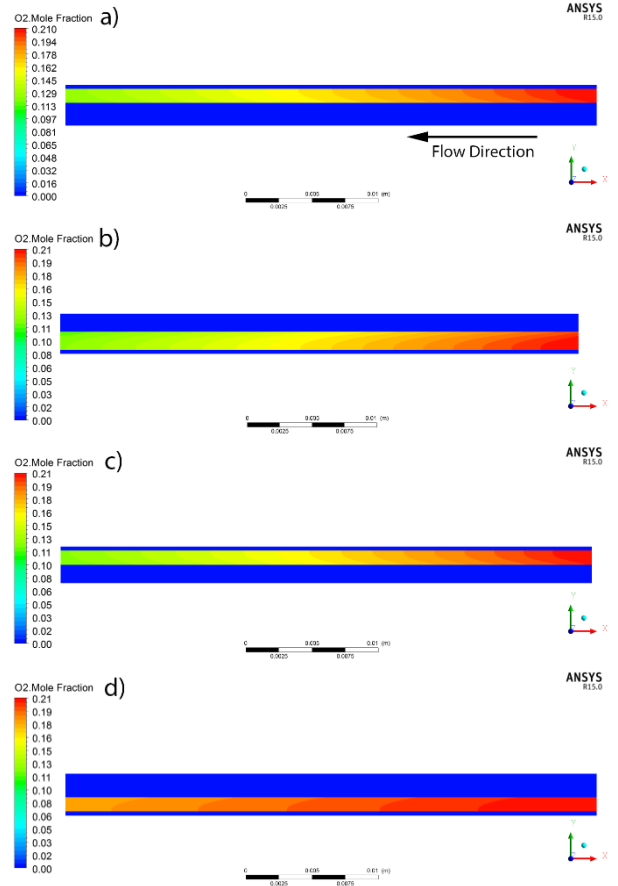 a)
ANSYS
R15.0
O2.Mole Fraction
0.210
0.194
0.178
0.162
0.145
0.129
0.113
0.097
0.081
0.065
0.048
0.032
0.016
0.000
Flow Direction
Y
X
Z
0.005 0.01 (m)
0.0025 0.0075
b)
ANSYS
R15.0
O2.Mole Fraction
0.21
0.19
0.18
0.16
0.15
0.13
0.11
0.10
0.08
0.06
0.05
0.03
0.02
0.00
Y
X
Z
0.005 0.01 (m)
0.0025 0.0075
c)
ANSYS
R15.0
O2.Mole Fraction
0.21
0.19
0.18
0.16
0.15
0.13
0.11
0.10
0.08
0.06
0.05
0.03
0.02
0.00
Y
X
Z
0.005 0.01 (m)
0.0025 0.0075
d)
ANSYS
R15.0
O2.Mole Fraction
0.21
0.19
0.18
0.16
0.15
0.13
0.11
0.10
0.08
0.06
0.05
0.03
0.02
0.00
Y
X
Z
0.005 0.01 (m)
0.0025 0.0075